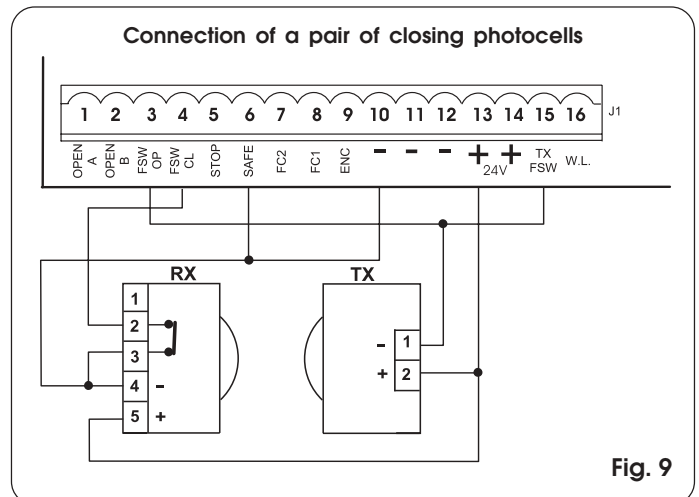 Connection of a pair of closing photocells
1 2 3 4 5 6 7 8 9 10 11 12 13 14 15 16 J1
OPEN A OPEN B FSW OP FSW CL STOP SAFE FC2 FC1 ENC - - - + + 24V TX FSW W.L.
RX TX
1
2
3
4 -
5 +
- 1
+ 2
Fig. 9